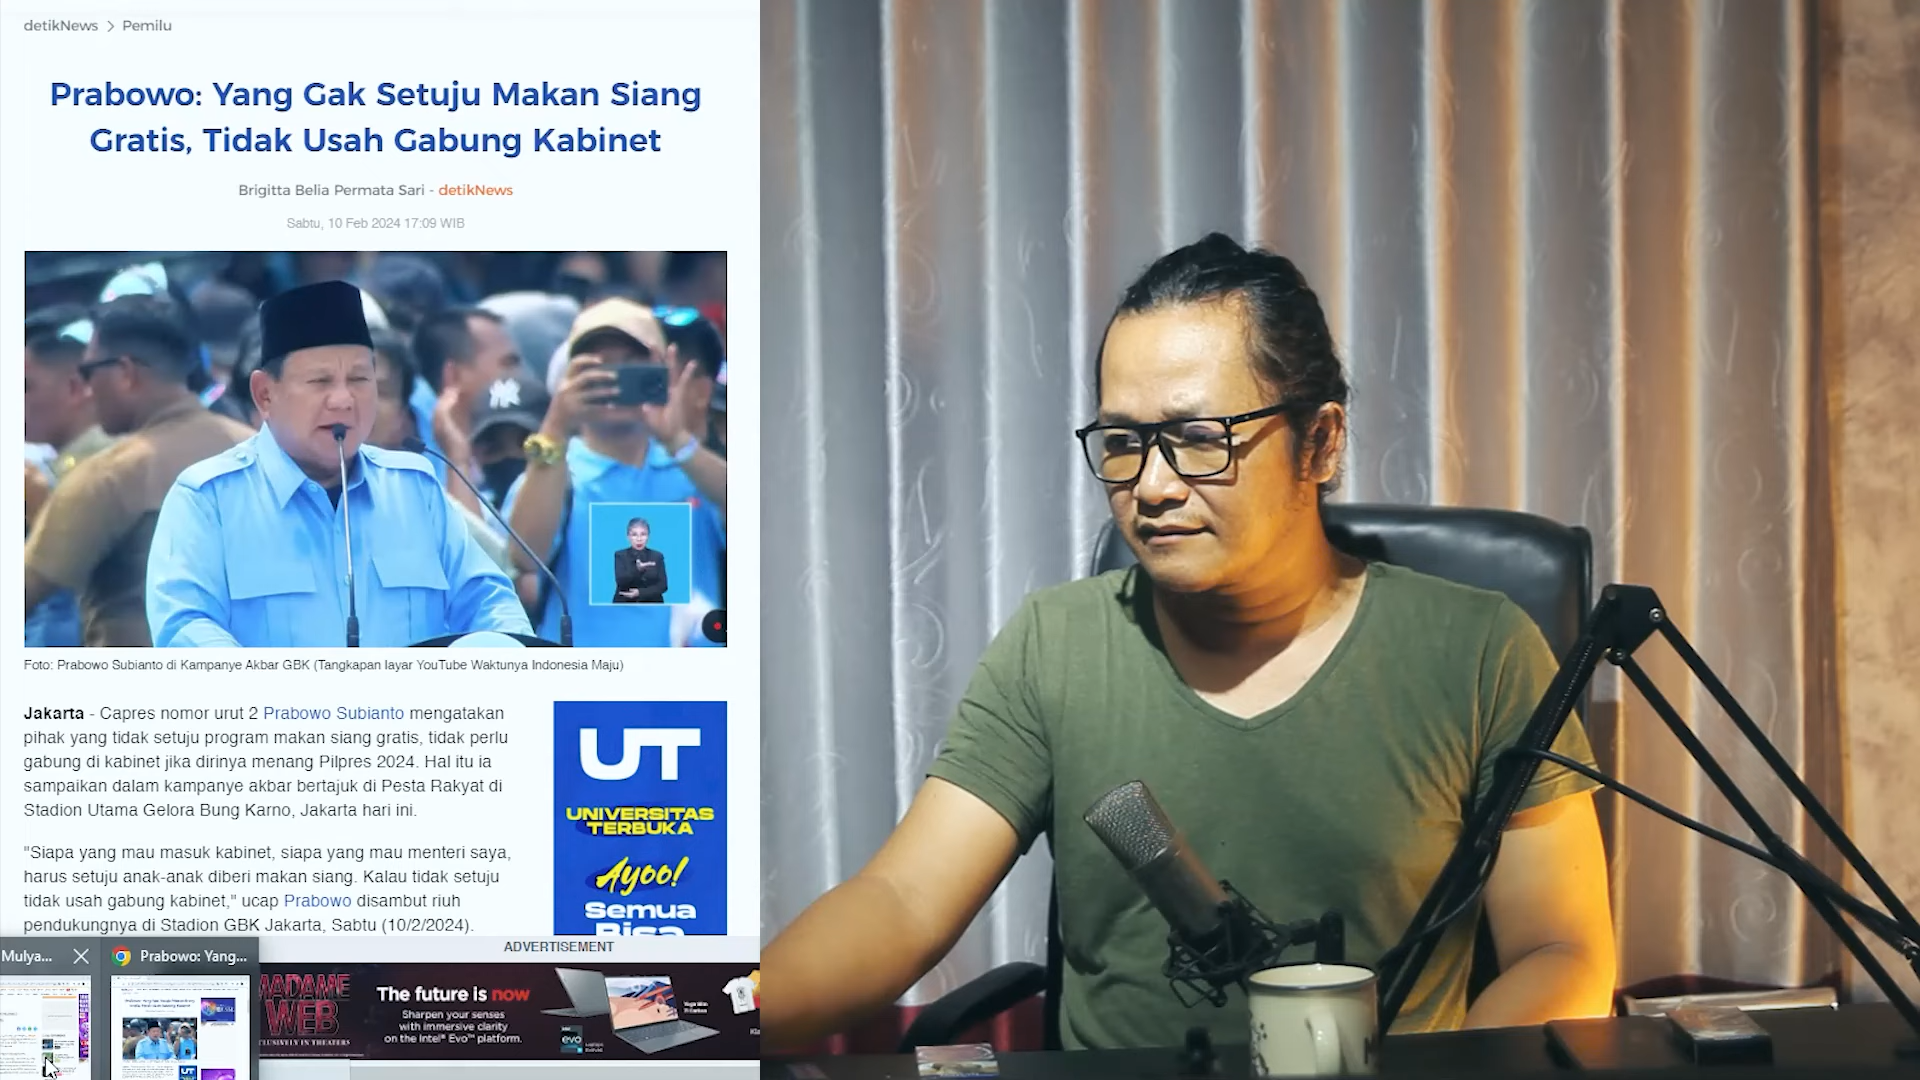 detikNews > Pemilu
Prabowo: Yang Gak Setuju Makan Siang
Gratis, Tidak Usah Gabung Kabinet
Brigitta Belia Permata Sari - detikNews
Sabtu, 10 Feb 2024 17:09 WIB
Foto: Prabowo Subianto di Kampanye Akbar GBK (Tangkapan layar YouTube Waktunya Indonesia Maju)
Jakarta - Capres nomor urut 2 Prabowo Subianto mengatakan
pihak yang tidak setuju program makan siang gratis, tidak perlu
gabung di kabinet jika dirinya menang Pilpres 2024. Hal itu ia
sampaikan dalam kampanye akbar bertajuk di Pesta Rakyat di
Stadion Utama Gelora Bung Karno, Jakarta hari ini.
"Siapa yang mau masuk kabinet, siapa yang mau menteri saya,
harus setuju anak-anak diberi makan siang. Kalau tidak setuju
tidak usah gabung kabinet," ucap Prabowo disambut riuh
pendukungnya di Stadion GBK Jakarta, Sabtu (10/2/2024).
UT
UNIVERSITAS
TERBUKA
Ayoo!
Semua
Bisa
Mulya...
Prabowo: Yang...
ADVERTISEMENT
MADAME
WEB
EXCLUSIVELY IN THEATERS
The future is now
Sharpen your senses
with immersive clarity
on the Intel® Evo™ platform.
evo